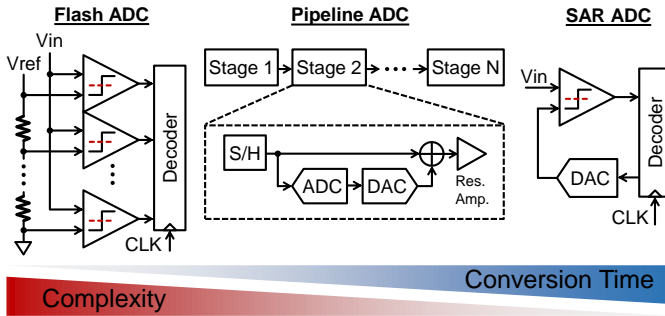 Flash ADC
Pipeline ADC
SAR ADC
Vin
Vref
Decoder
CLK
Stage 1
Stage 2
Stage N
S/H
ADC
DAC
Res.
Amp.
Vin
Decoder
DAC
CLK
Conversion Time
Complexity